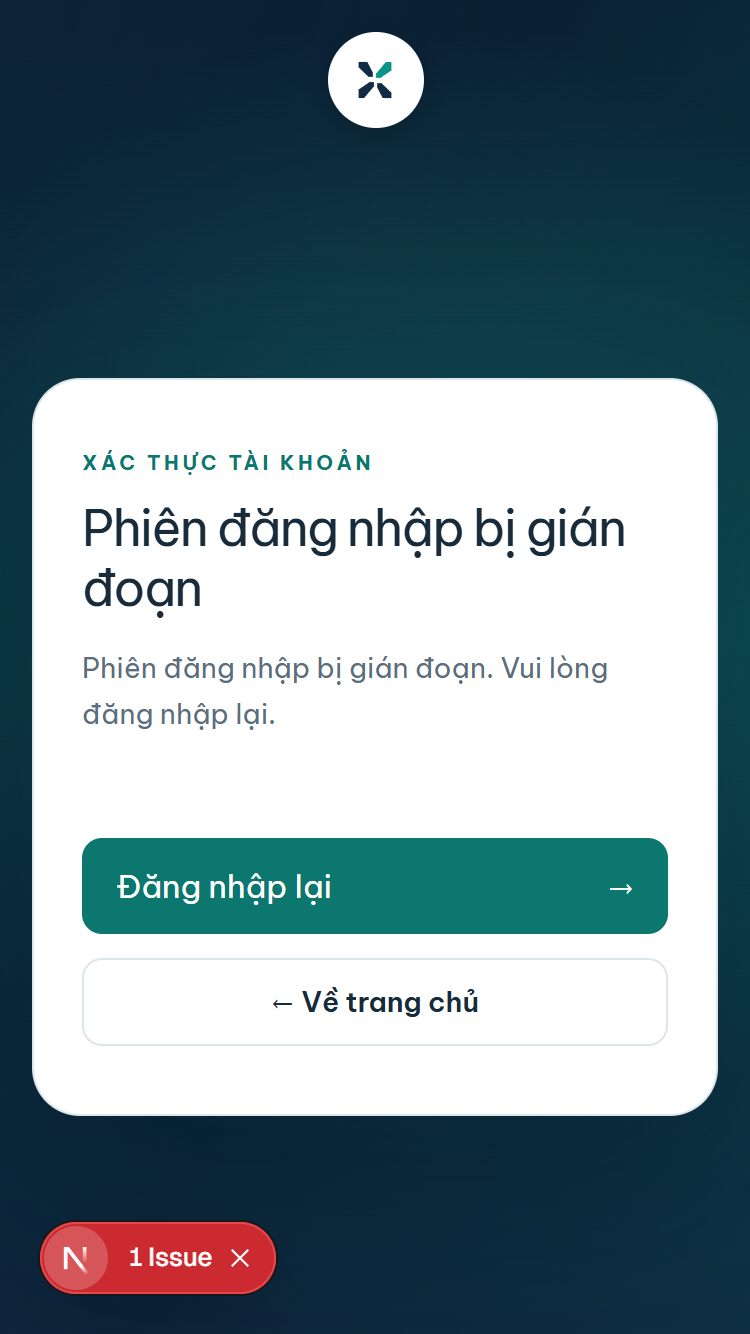 XÁC THỰC TÀI KHOẢN
Phiên đăng nhập bị gián
đoạn
Phiên đăng nhập bị gián đoạn. Vui lòng
đăng nhập lại.
Đăng nhập lại →
← Về trang chủ
N 1 Issue ×